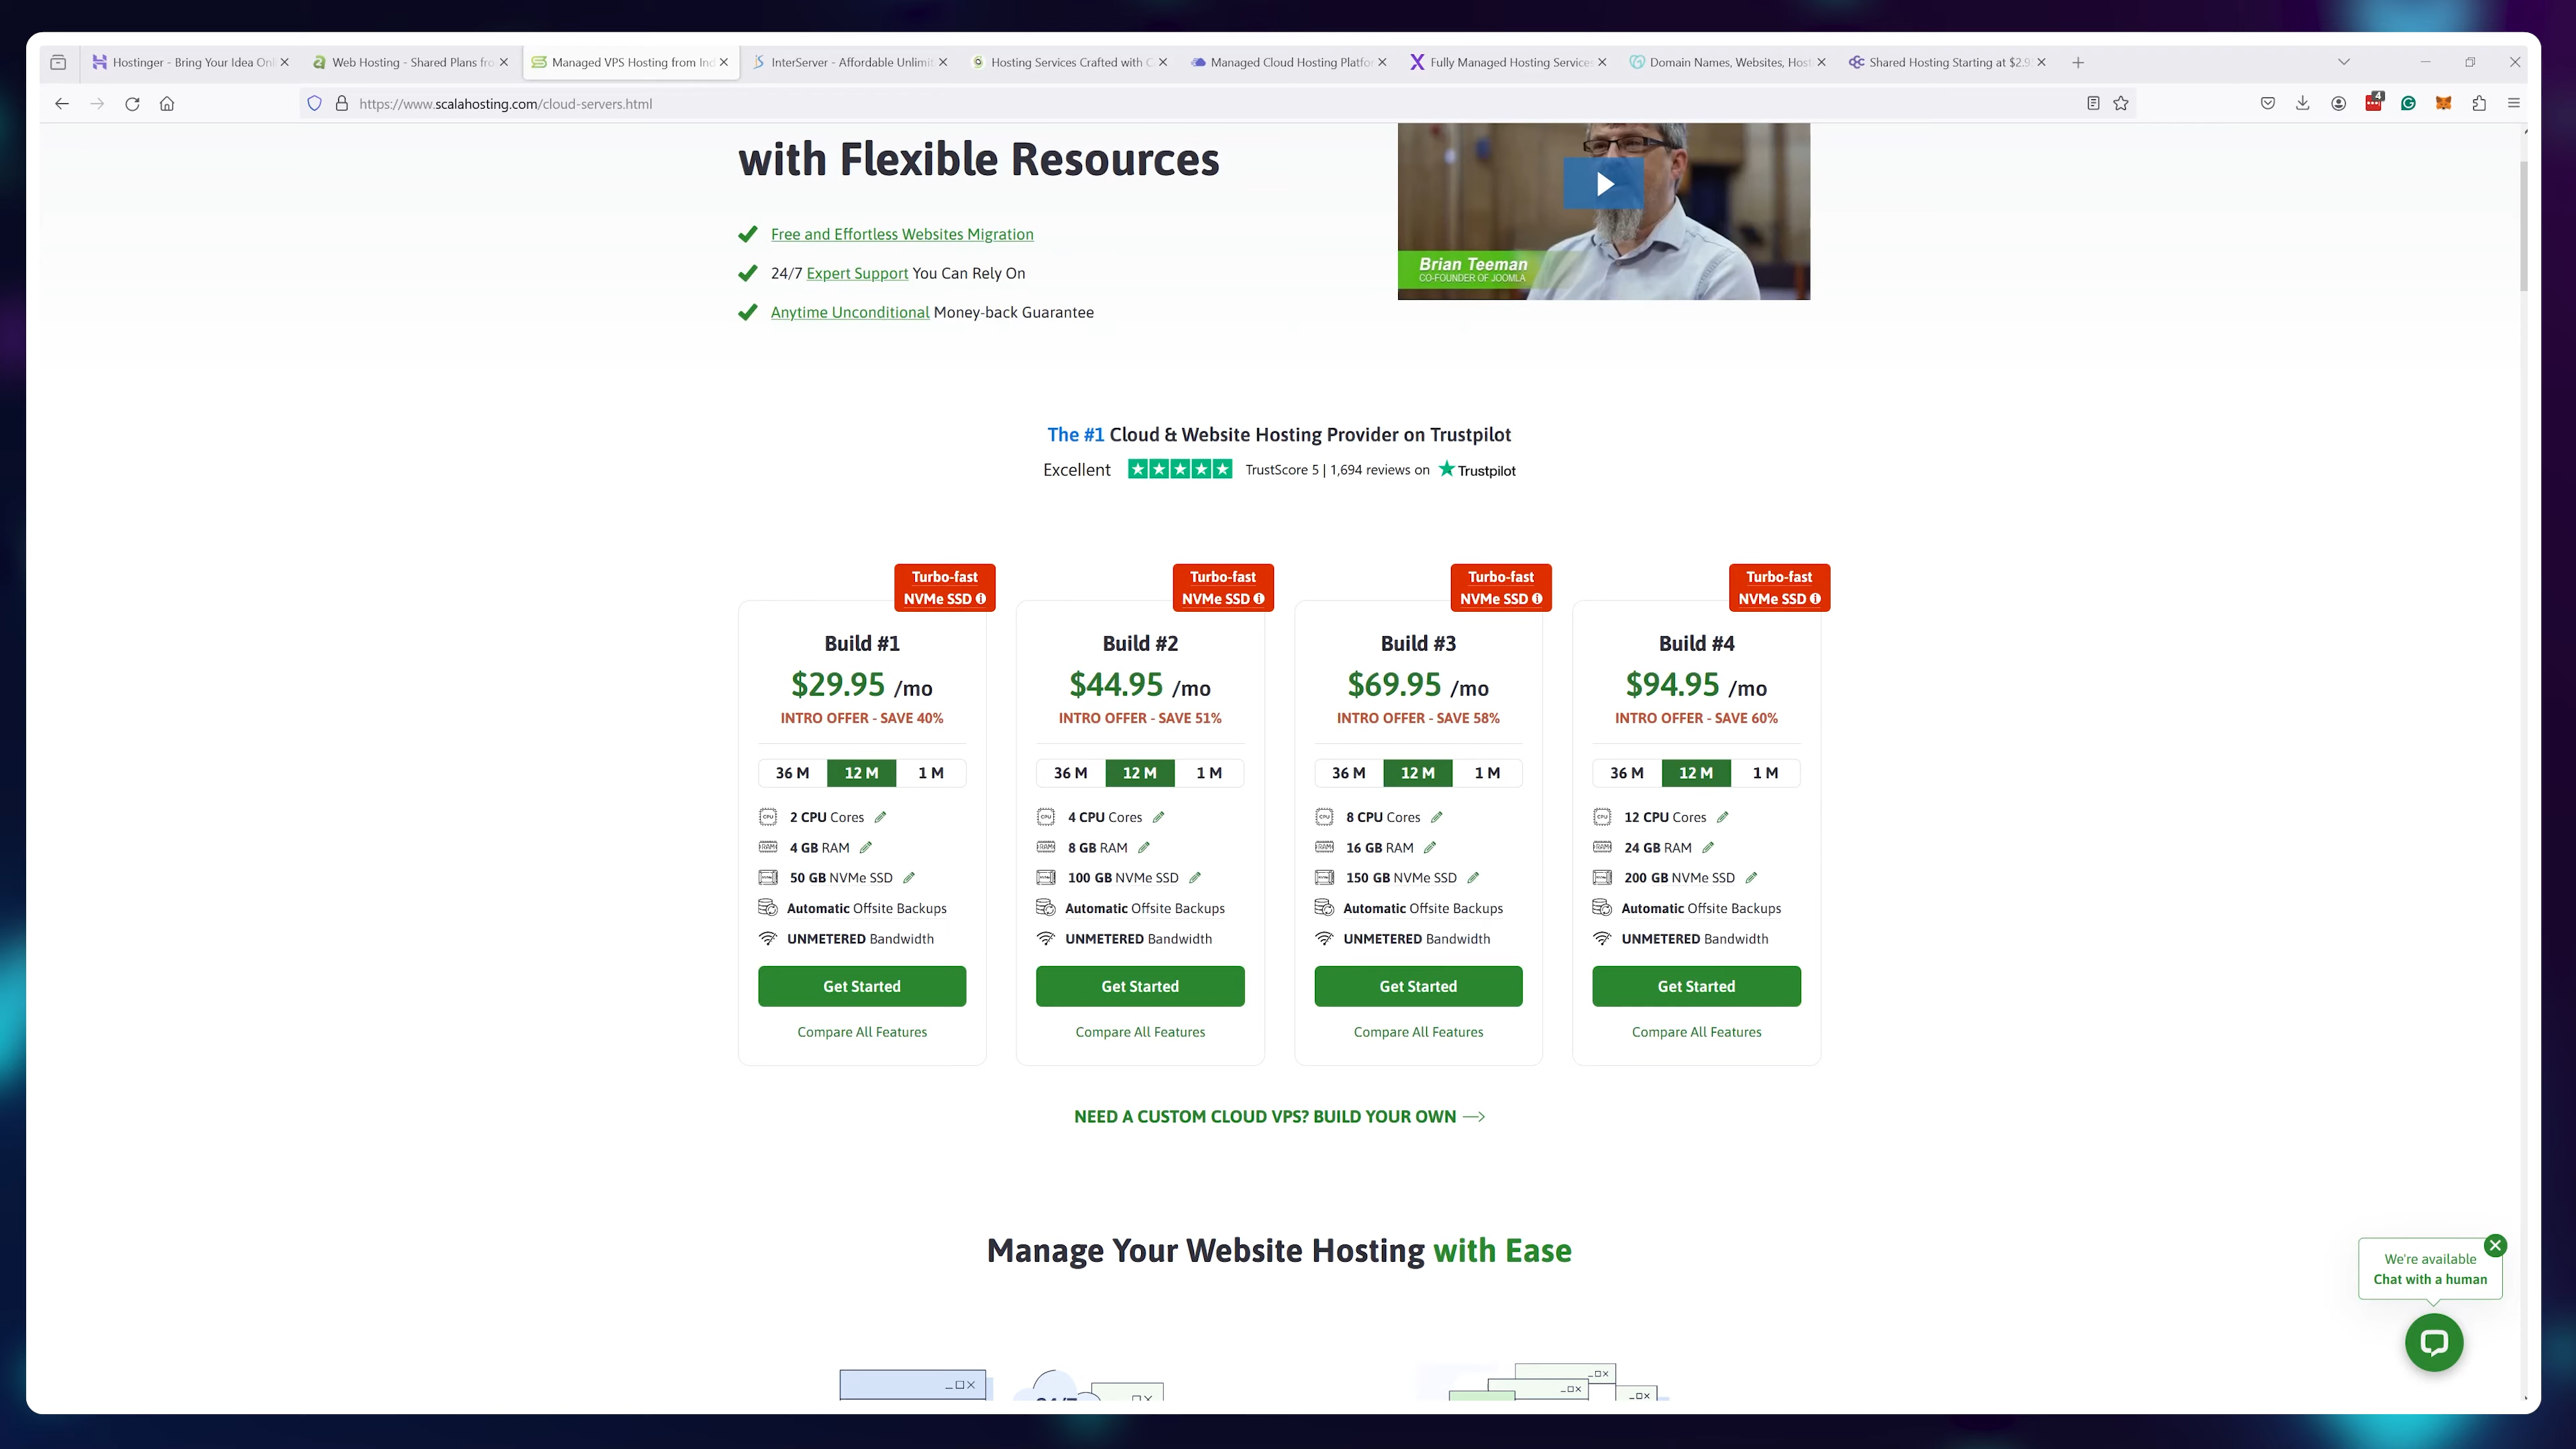 Hostinger - Bring Your Idea Onl
Web Hosting - Shared Plans fro
Managed VPS Hosting from Ind
InterServer - Affordable Unlimit
Hosting Services Crafted with C
Managed Cloud Hosting Platfor
Fully Managed Hosting Services
Domain Names, Websites, Host
Shared Hosting Starting at $2.9
https://www.scalahosting.com/cloud-servers.html
4
with Flexible Resources
Free and Effortless Websites Migration
24/7 Expert Support You Can Rely On
Anytime Unconditional Money-back Guarantee
Brian Teeman
CO-FOUNDER OF JOOMLA
The #1 Cloud & Website Hosting Provider on Trustpilot
Excellent TrustScore 5 | 1,694 reviews on Trustpilot
Turbo-fast
NVMe SSD
Build #1
$29.95 /mo
INTRO OFFER - SAVE 40%
36 M 12 M 1 M
2 CPU Cores
4 GB RAM
50 GB NVMe SSD
Automatic Offsite Backups
UNMETERED Bandwidth
Get Started
Compare All Features
Turbo-fast
NVMe SSD
Build #2
$44.95 /mo
INTRO OFFER - SAVE 51%
36 M 12 M 1 M
4 CPU Cores
8 GB RAM
100 GB NVMe SSD
Automatic Offsite Backups
UNMETERED Bandwidth
Get Started
Compare All Features
Turbo-fast
NVMe SSD
Build #3
$69.95 /mo
INTRO OFFER - SAVE 58%
36 M 12 M 1 M
8 CPU Cores
16 GB RAM
150 GB NVMe SSD
Automatic Offsite Backups
UNMETERED Bandwidth
Get Started
Compare All Features
Turbo-fast
NVMe SSD
Build #4
$94.95 /mo
INTRO OFFER - SAVE 60%
36 M 12 M 1 M
12 CPU Cores
24 GB RAM
200 GB NVMe SSD
Automatic Offsite Backups
UNMETERED Bandwidth
Get Started
Compare All Features
NEED A CUSTOM CLOUD VPS? BUILD YOUR OWN
Manage Your Website Hosting with Ease
We're available
Chat with a human